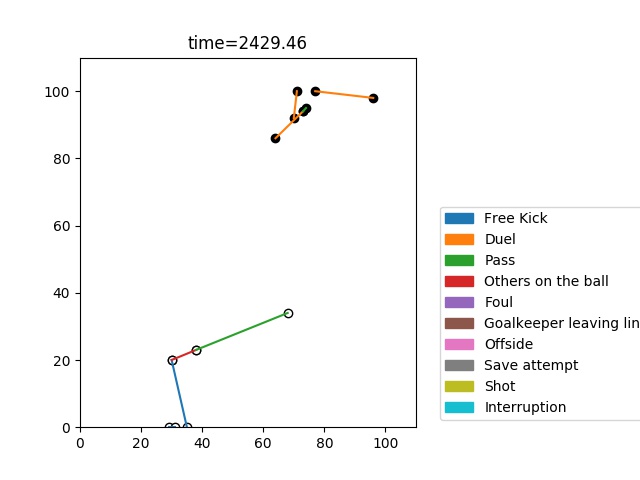 time=2429.46
100
80
60
40
20
0
0 20 40 60 80 100
Free Kick
Duel
Pass
Others on the ball
Foul
Goalkeeper leaving lin
Offside
Save attempt
Shot
Interruption